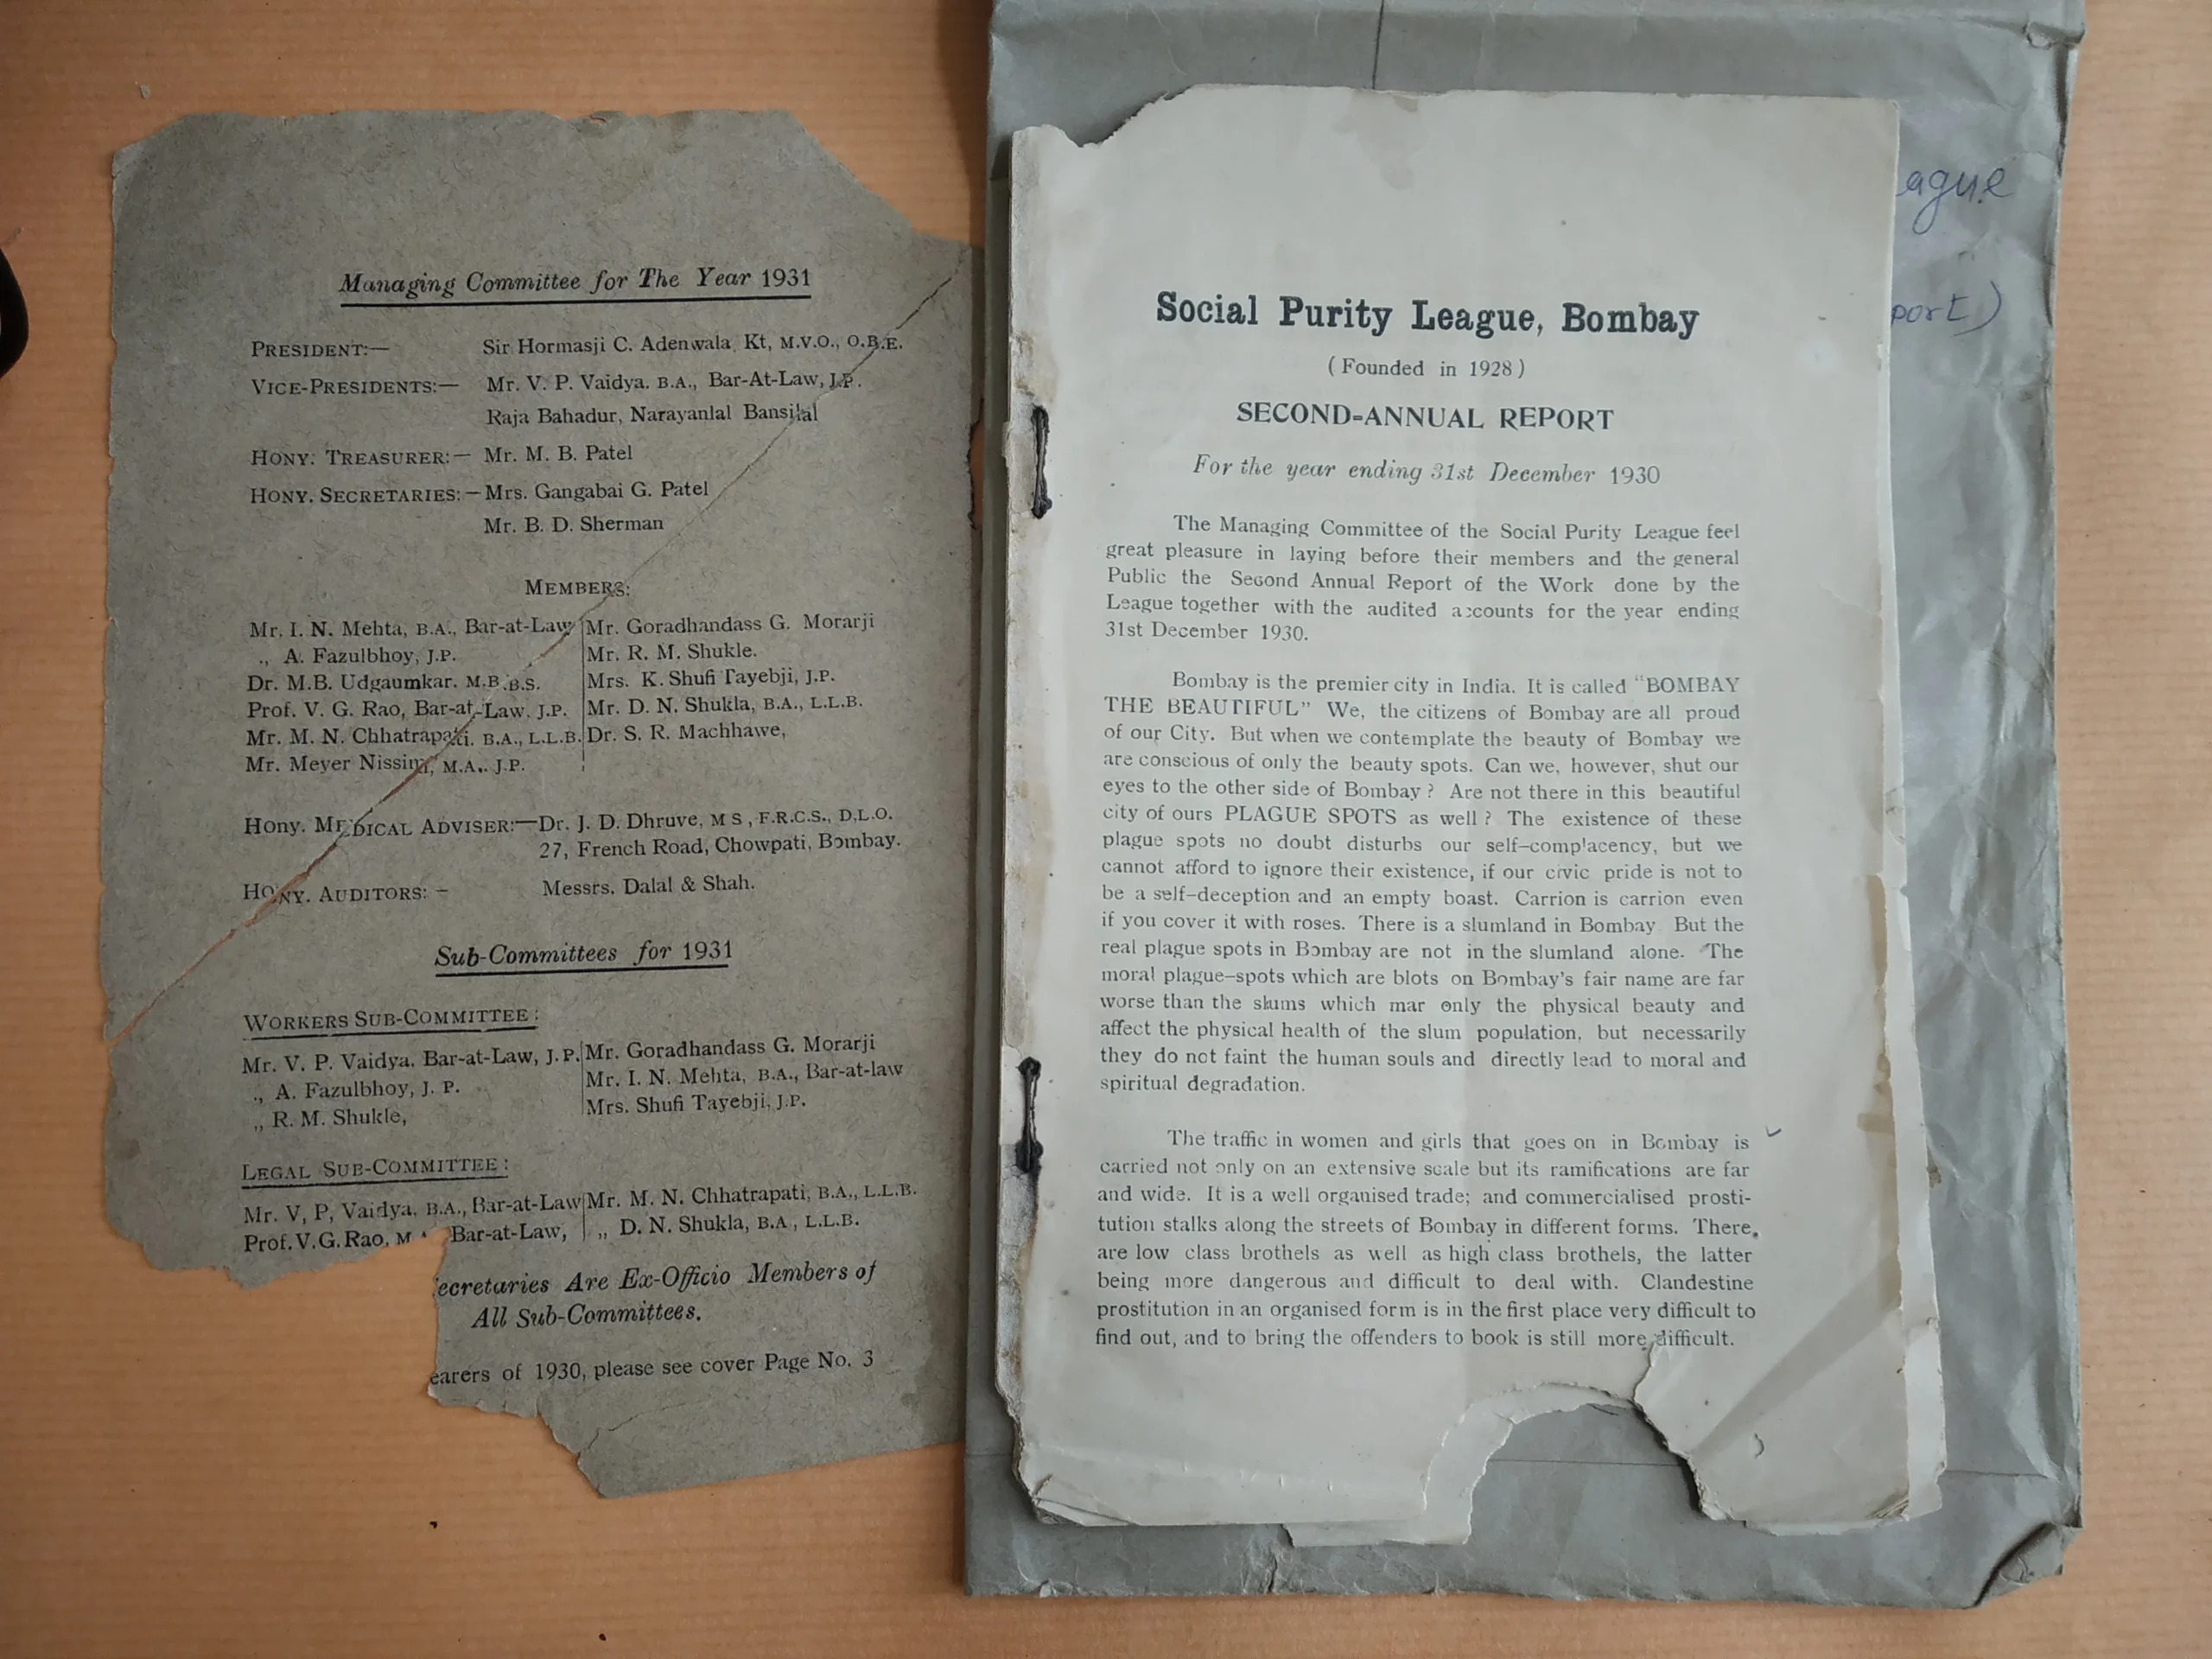 Managing Committee for The Year 1931
PRESIDENT:— Sir Hormasji C. Adenwala, Kt, M.V.O., O.B.E.
VICE-PRESIDENTS:— Mr. V. P. Vaidya. B.A., Bar-At-Law, J.P.
Raja Bahadur, Narayanlal Bansilal
HONY. TREASURER:— Mr. M. B. Patel
HONY. SECRETARIES:— Mrs. Gangabai G. Patel
Mr. B. D. Sherman
MEMBERS:
Mr. I. N. Mehta, B.A., Bar-at-Law
„ A. Fazulbhoy, J.P.
Dr. M.B. Udgaumkar. M.B.B.S.
Prof. V. G. Rao, Bar-at-Law. J.P.
Mr. M. N. Chhatrapati. B.A., L.L.B.
Mr. Meyer Nissim, M.A.. J.P.
Mr. Goradhandass G. Morarji
Mr. R. M. Shukle.
Mrs. K. Shufi Tayebji, J.P.
Mr. D. N. Shukla, B.A., L.L.B.
Dr. S. R. Machhawe,
Hony. MEDICAL ADVISER:—Dr. J. D. Dhruve, M S , F.R.C.S., D.L.O.
27, French Road, Chowpati, Bombay.
HONY. AUDITORS: – Messrs. Dalal & Shah.
Sub-Committees for 1931
WORKERS SUB-COMMITTEE:
Mr. V. P. Vaidya. Bar-at-Law, J.P.
„ A. Fazulbhoy, J. P.
„ R. M. Shukle,
Mr. Goradhandass G. Morarji
Mr. I. N. Mehta, B.A., Bar-at-law
Mrs. Shufi Tayebji, J.P.
LEGAL SUB-COMMITTEE:
Mr. V, P, Vaidya, B.A., Bar-at-Law
Prof. V.G. Rao, Bar-at-Law,
Mr. M. N. Chhatrapati, B.A., L.L.B.
„ D. N. Shukla, B.A , L.L.B.
ecretaries Are Ex-Officio Members of
All Sub-Committees.
earers of 1930, please see cover Page No. 3
Social Purity League, Bombay
( Founded in 1928 )
SECOND-ANNUAL REPORT
For the year ending 31st December 1930
The Managing Committee of the Social Purity League feel
great pleasure in laying before their members and the general
Public the Second Annual Report of the Work done by the
League together with the audited accounts for the year ending
31st December 1930.
Bombay is the premier city in India. It is called “BOMBAY
THE BEAUTIFUL” We, the citizens of Bombay are all proud
of our City. But when we contemplate the beauty of Bombay we
are conscious of only the beauty spots. Can we, however, shut our
eyes to the other side of Bombay ? Are not there in this beautiful
city of ours PLAGUE SPOTS as well ? The existence of these
plague spots no doubt disturbs our self–complacency, but we
cannot afford to ignore their existence, if our civic pride is not to
be a self–deception and an empty boast. Carrion is carrion even
if you cover it with roses. There is a slumland in Bombay But the
real plague spots in Bombay are not in the slumland alone. The
moral plague–spots which are blots on Bombay's fair name are far
worse than the slums which mar only the physical beauty and
affect the physical health of the slum population, but necessarily
they do not faint the human souls and directly lead to moral and
spiritual degradation.
The traffic in women and girls that goes on in Bombay is
carried not only on an extensive scale but its ramifications are far
and wide. It is a well organised trade; and commercialised prosti-
tution stalks along the streets of Bombay in different forms. There,
are low class brothels as well as high class brothels, the latter
being more dangerous and difficult to deal with. Clandestine
prostitution in an organised form is in the first place very difficult to
find out, and to bring the offenders to book is still more difficult.
ague
port)